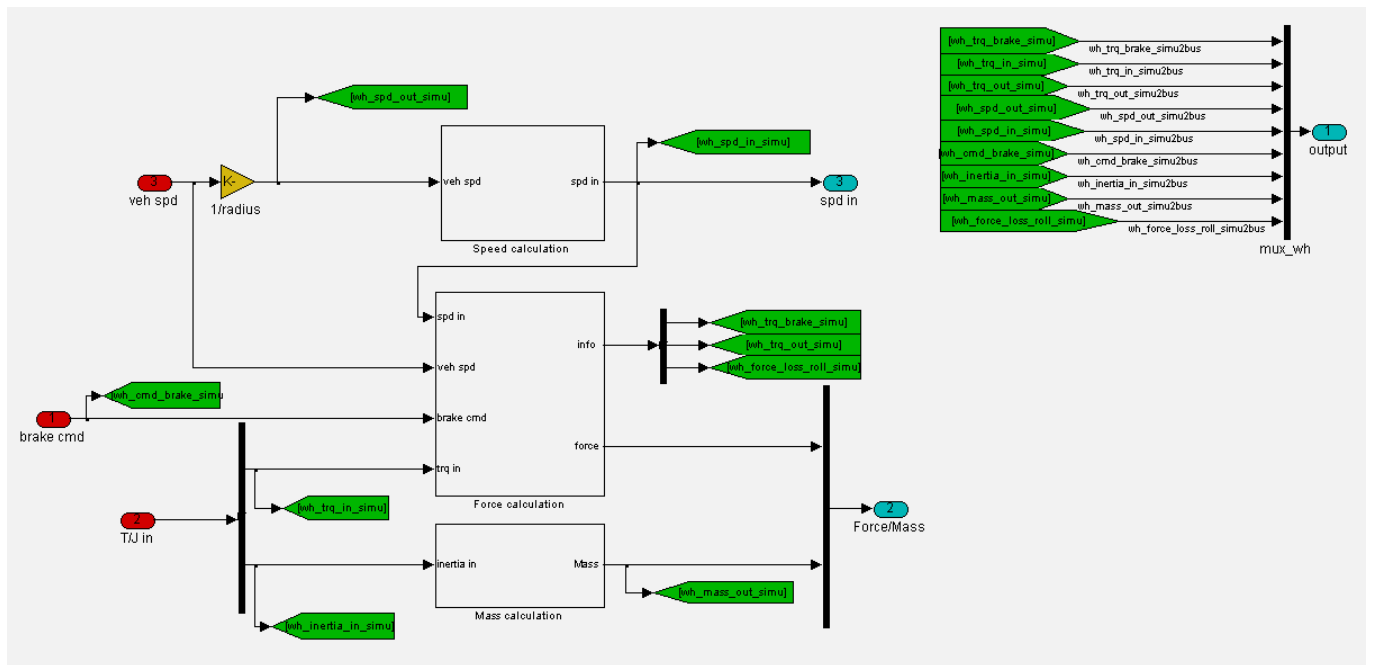 [wh_trq_brake_simu]
wh_trq_brake_simu2bus
[wh_trq_in_simu]
wh_trq_in_simu2bus
[wh_trq_out_simu]
wh_trq_out_simu2bus
[wh_spd_out_simu]
wh_spd_out_simu2bus
[wh_spd_in_simu]
wh_spd_in_simu2bus
[wh_cmd_brake_simu]
wh_cmd_brake_simu2bus
[wh_inertia_in_simu]
wh_inertia_in_simu2bus
[wh_mass_out_simu]
wh_mass_out_simu2bus
[wh_force_loss_roll_simu]
wh_force_loss_roll_simu2bus
mux_wh
1
output
[wh_spd_out_simu]
[wh_spd_in_simu]
3
veh spd
K-
1/radius
veh spd
spd in
Speed calculation
3
spd in
spd in
veh spd
brake cmd
trq in
info
force
Force calculation
[wh_trq_brake_simu]
[wh_trq_out_simu]
[wh_force_loss_roll_simu]
[wh_cmd_brake_simu
1
brake cmd
[wh_trq_in_simu]
2
T/J in
2
Force/Mass
inertia in
Mass
Mass calculation
[wh_mass_out_simu]
[wh_inertia_in_simu]